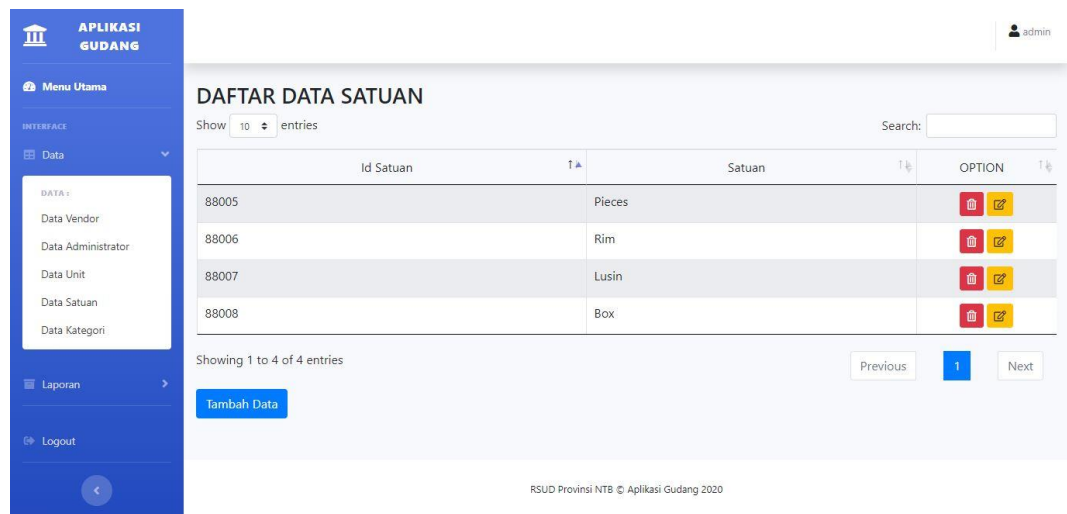 APLIKASI
GUDANG
admin
Menu Utama
INTERFACE
Data
DATA :
Data Vendor
Data Administrator
Data Unit
Data Satuan
Data Kategori
Laporan
Logout
DAFTAR DATA SATUAN
Show 10 entries
Search:
Id Satuan Satuan OPTION
88005 Pieces
88006 Rim
88007 Lusin
88008 Box
Showing 1 to 4 of 4 entries
Previous 1 Next
Tambah Data
RSUD Provinsi NTB © Aplikasi Gudang 2020